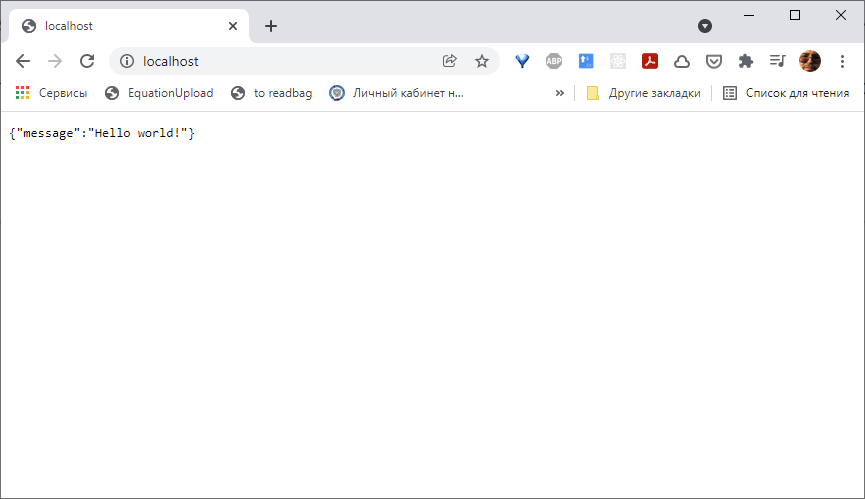 localhost
localhost
ABP
Сервисы EquationUpload to readbag Личный кабинет н... » Другие закладки Список для чтения
{"message":"Hello world!"}